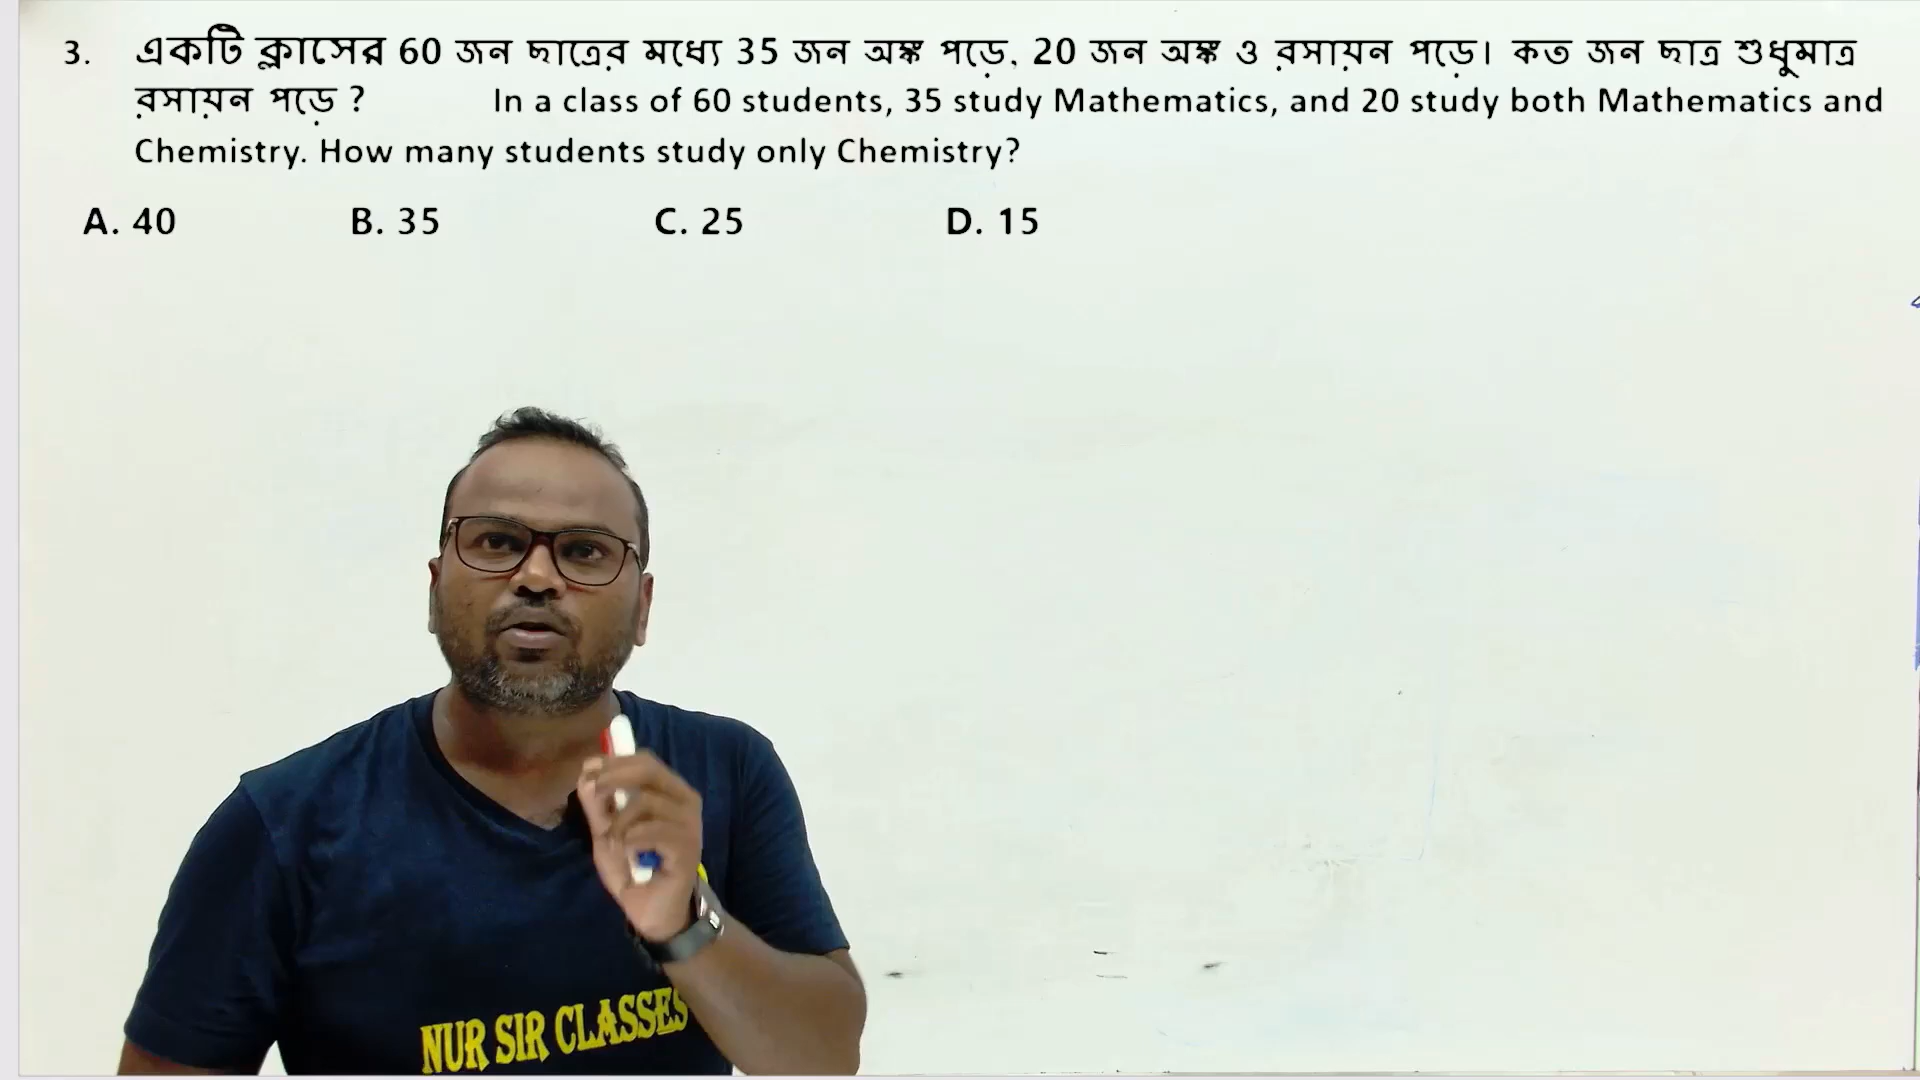 3. একটি ক্লাসের 60 জন ছাত্রের মধ্যে 35 জন অঙ্ক পড়ে, 20 জন অঙ্ক ও রসায়ন পড়ে। কত জন ছাত্র শুধুমাত্র
রসায়ন পড়ে ? In a class of 60 students, 35 study Mathematics, and 20 study both Mathematics and
Chemistry. How many students study only Chemistry?
A. 40 B. 35 C. 25 D. 15
NUR SIR CLASSES